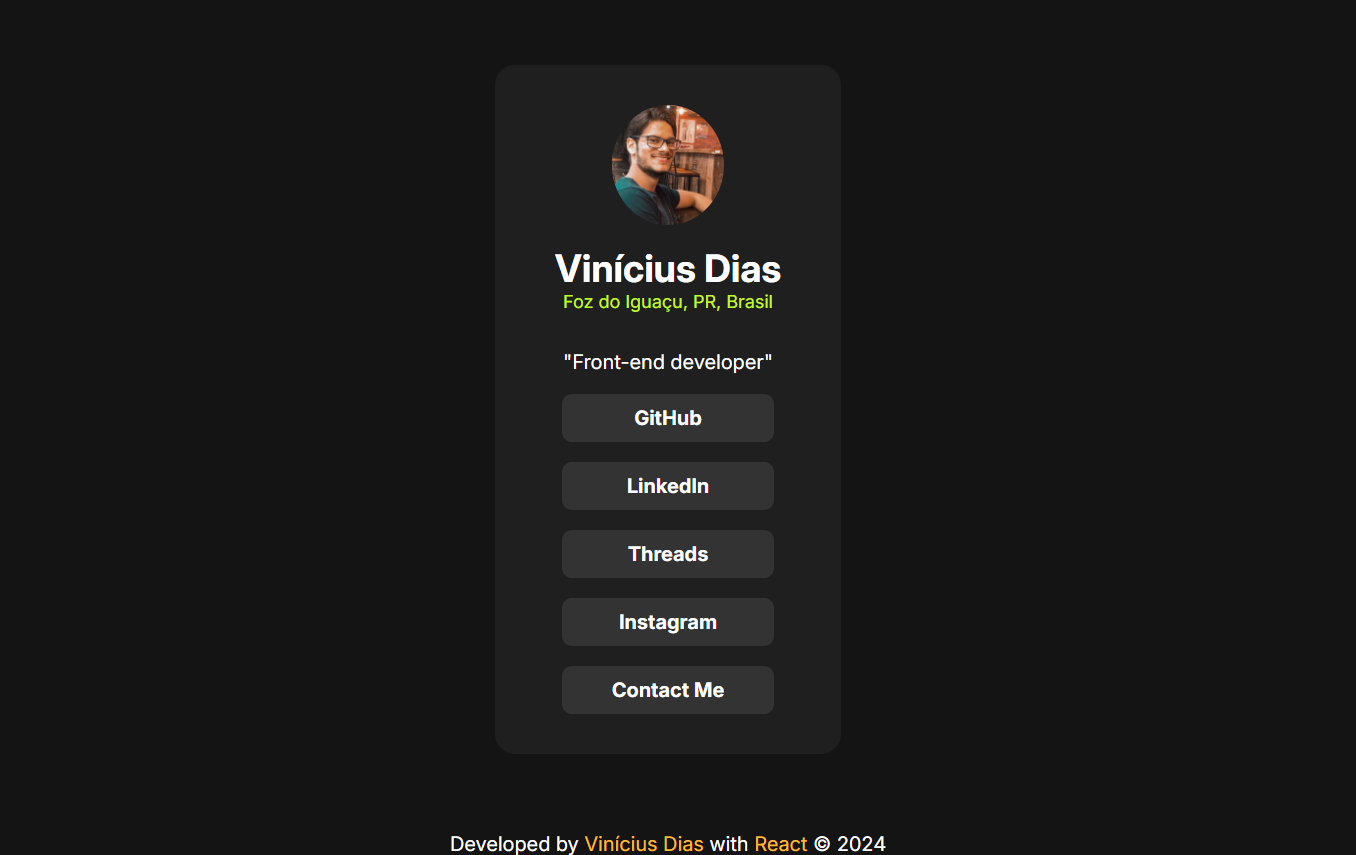 Vinícius Dias
Foz do Iguaçu, PR, Brasil
"Front-end developer"
GitHub
LinkedIn
Threads
Instagram
Contact Me
Developed by Vinícius Dias with React © 2024